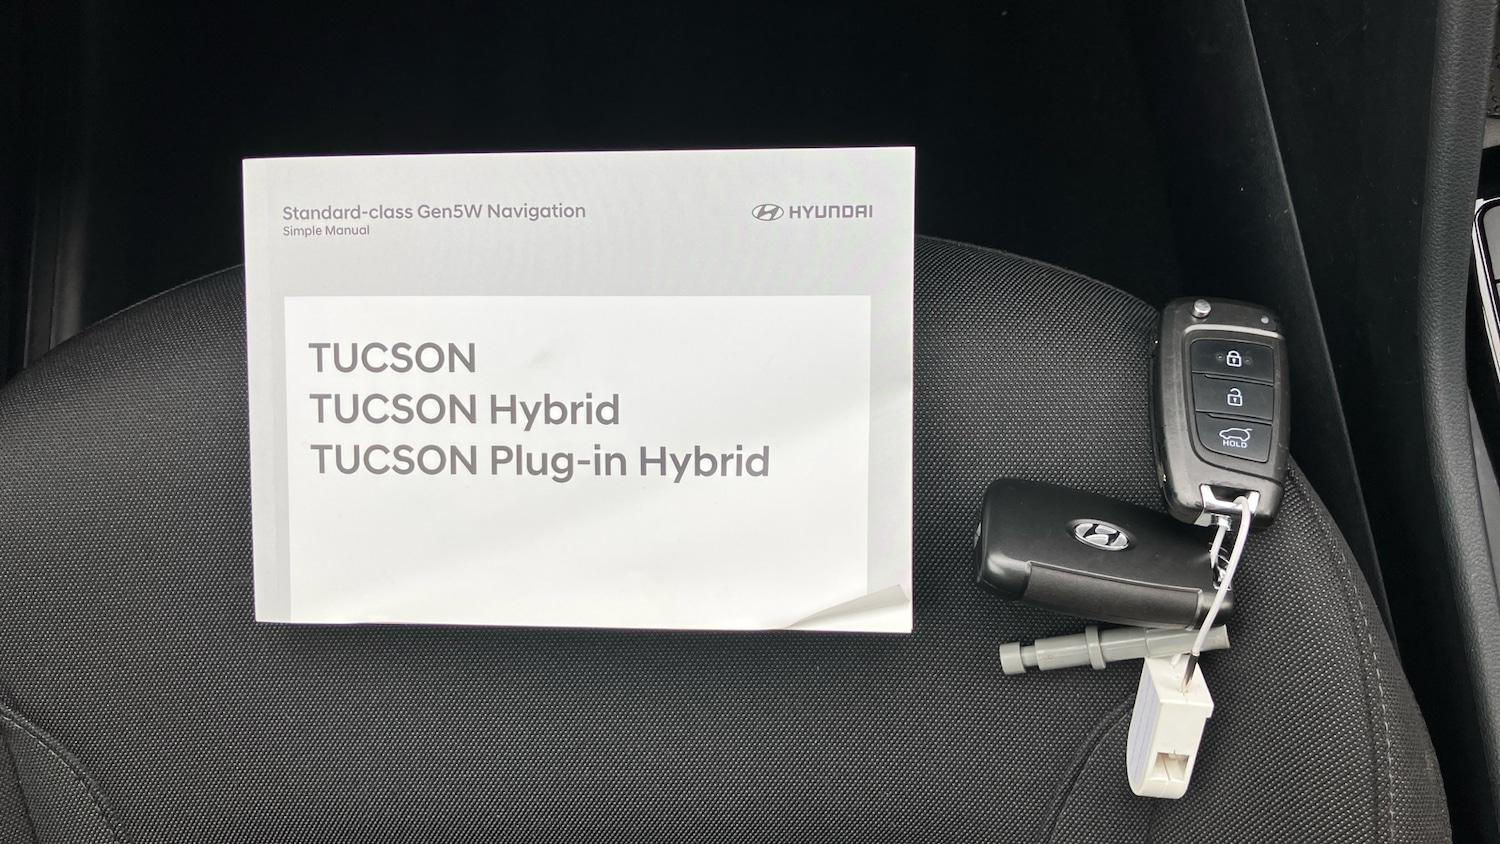 Standard-class Gen5W Navigation
Simple Manual
HYUNDAI
TUCSON
TUCSON Hybrid
TUCSON Plug-in Hybrid
HOLD